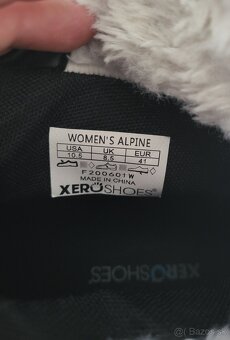 WOMEN'S ALPINE
USA UK EUR
10.5 8.5 41
F200601W
MADE IN CHINA
XEROSHOES®
XEROSHOES
© Bazos.sk